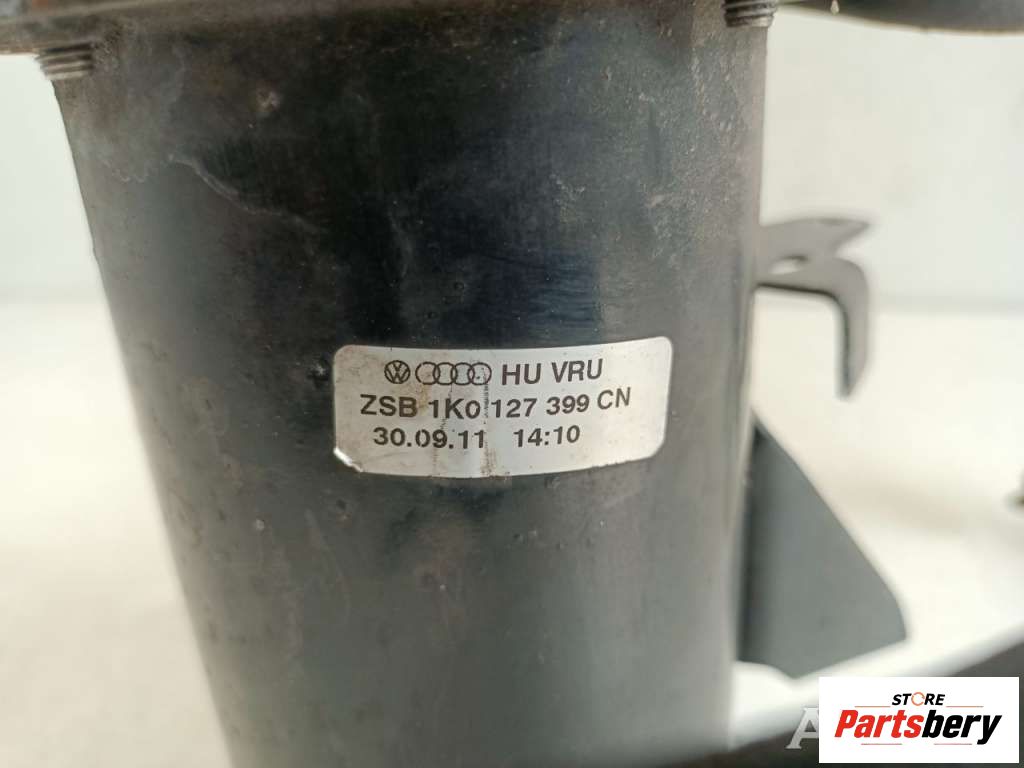 HU VRU
ZSB 1K0 127 399 CN
30.09.11 14:10
STORE
Partsbery